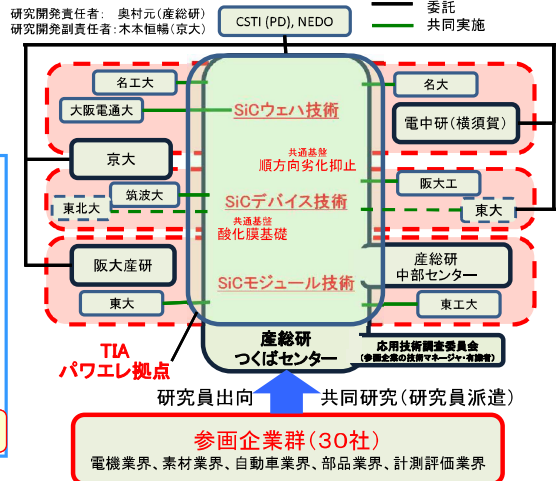 研究開発責任者: 奥村元(産総研)
研究開発副責任者:木本恒暢(京大)
CSTI (PD), NEDO
委託
共同実施
名工大
大阪電通大
SiCウェハ技術
名大
電中研(横須賀)
京大
共通基盤
順方向劣化抑止
筑波大
東北大
SiCデバイス技術
阪大工
東大
共通基盤
酸化膜基礎
阪大産研
SiCモジュール技術
産総研
中部センター
東大
東工大
TIA
パワエレ拠点
産総研
つくばセンター
応用技術調査委員会
(参画企業の技術マネージャ・有識者)
研究員出向
共同研究(研究員派遣)
参画企業群(30社)
電機業界、素材業界、自動車業界、部品業界、計測評価業界